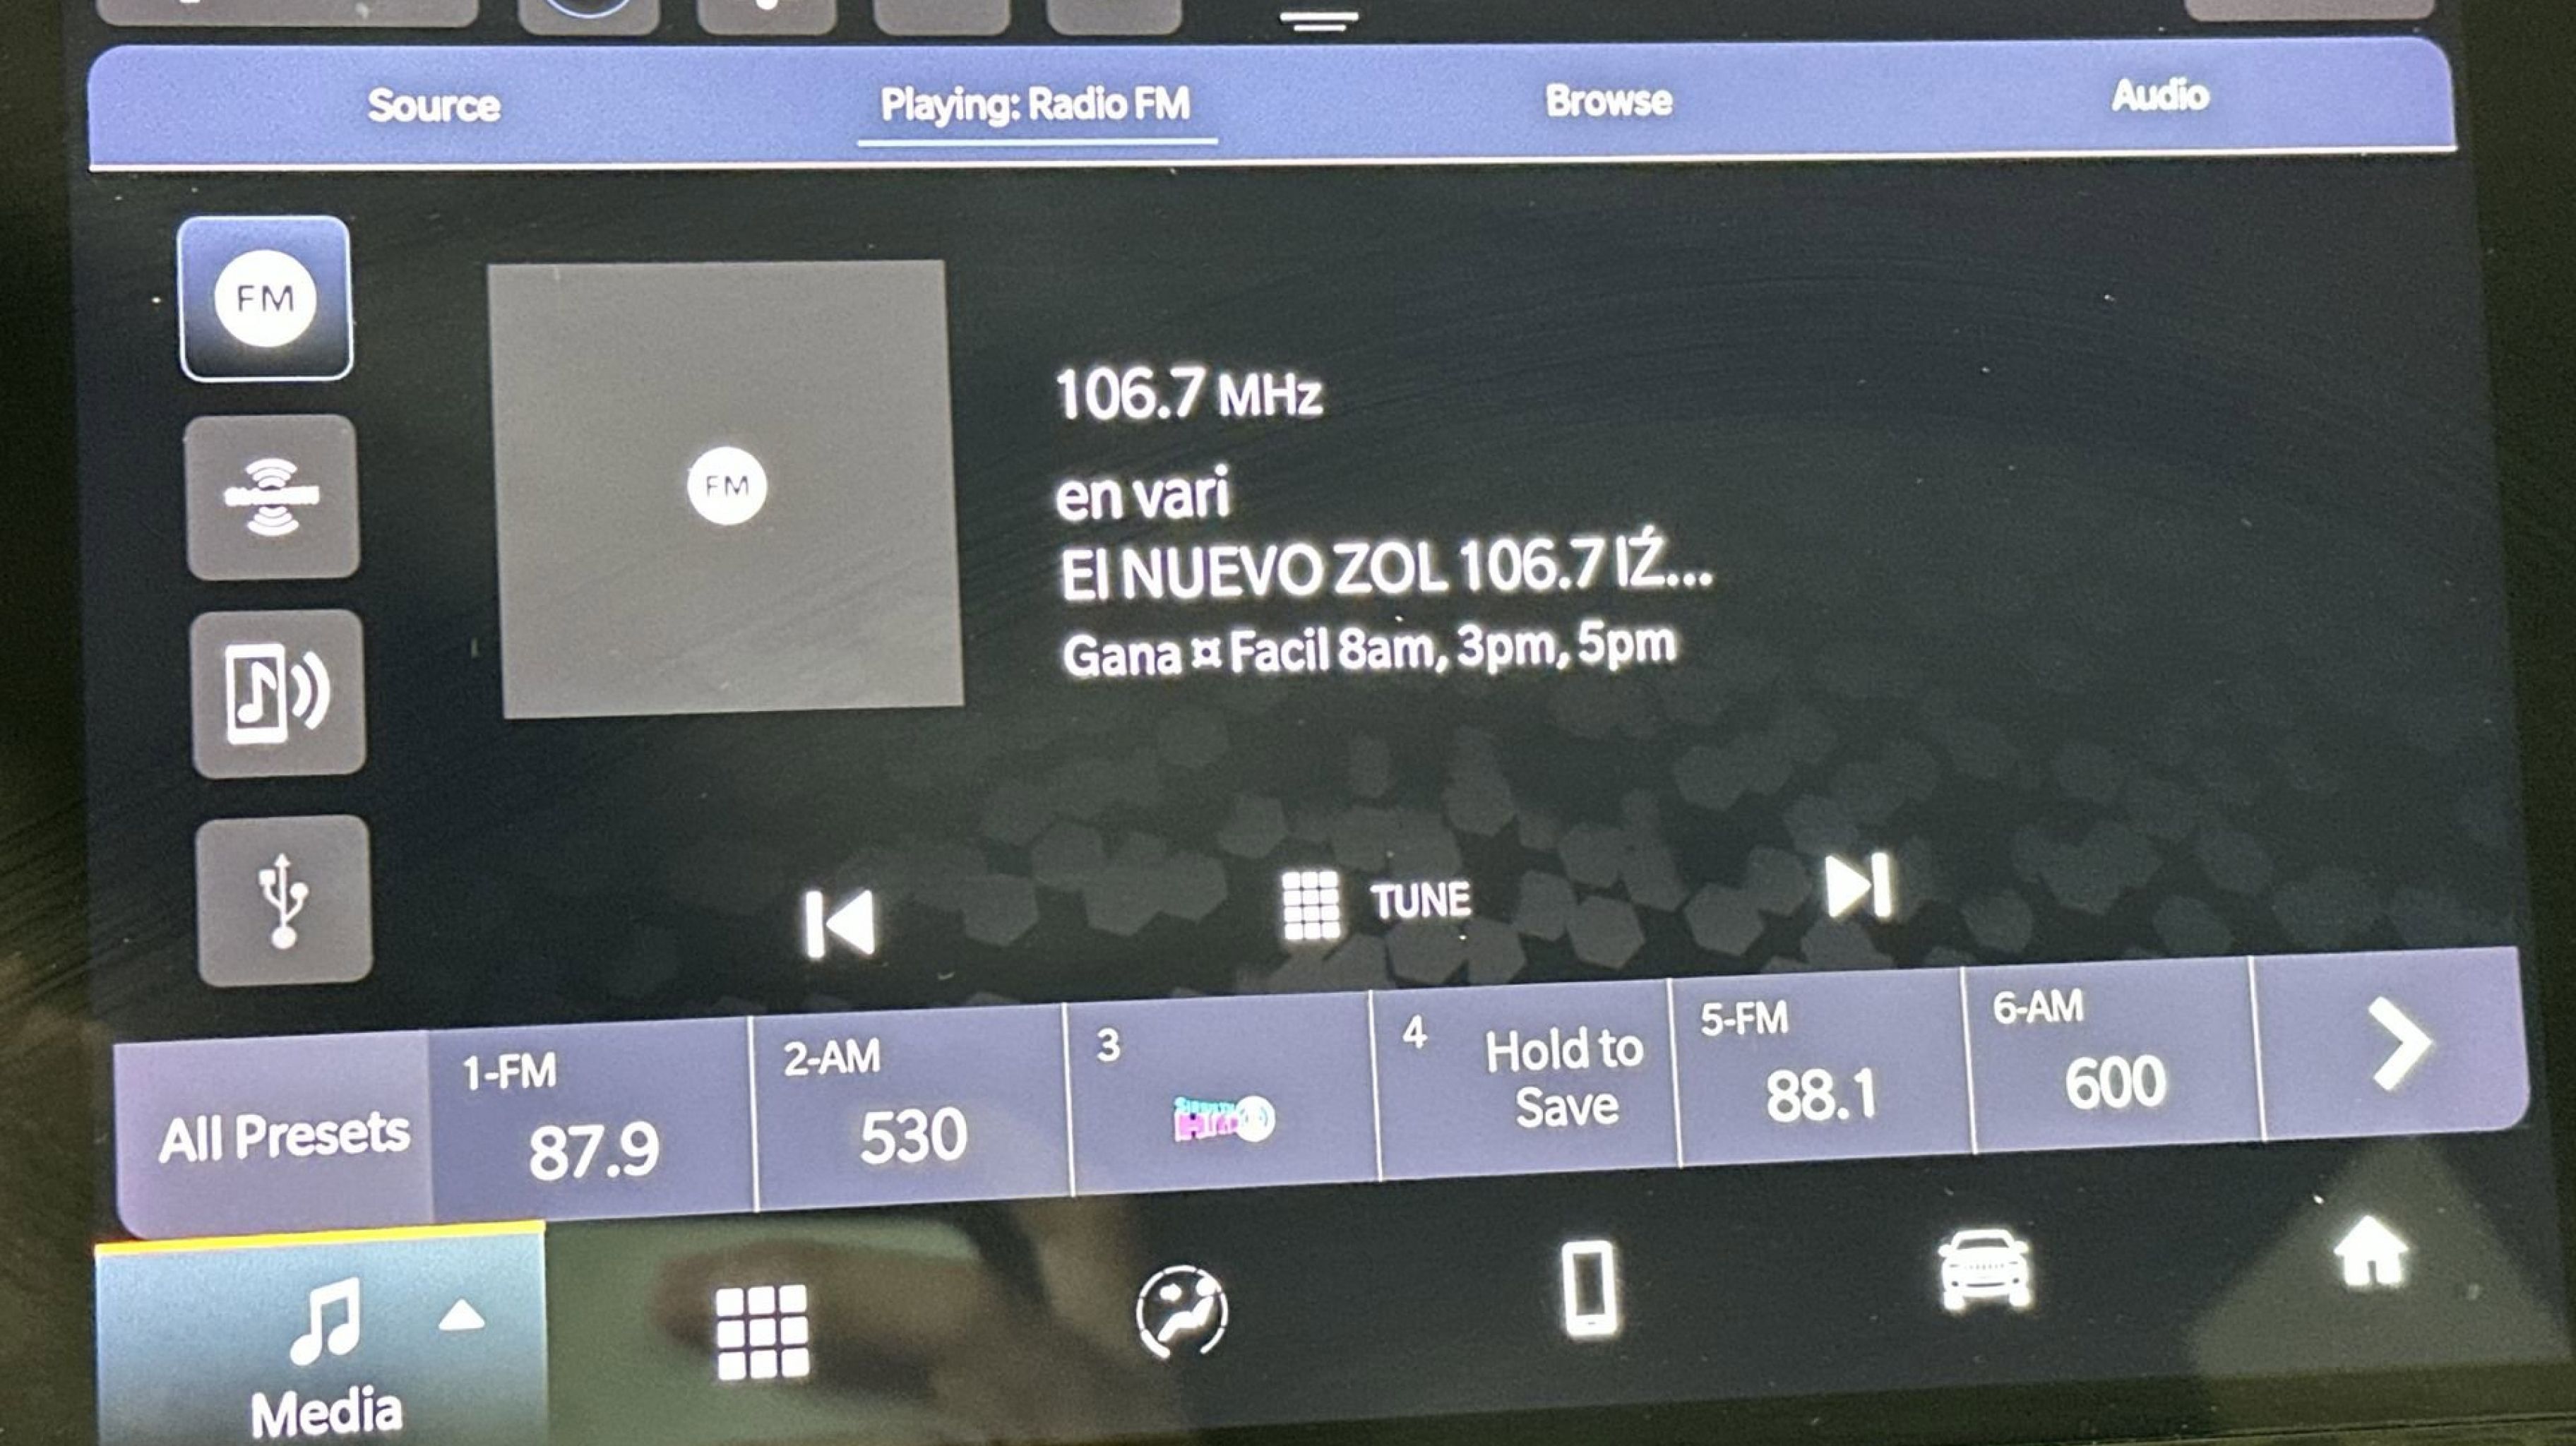 Source
Playing: Radio FM
Browse
Audio
FM
FM
106.7 MHz
en vari
El NUEVO ZOL 106.7 IŹ...
Gana ¤ Facil 8am, 3pm, 5pm
TUNE
All Presets
1-FM
87.9
2-AM
530
3
4
Hold to
Save
5-FM
88.1
6-AM
600
Media